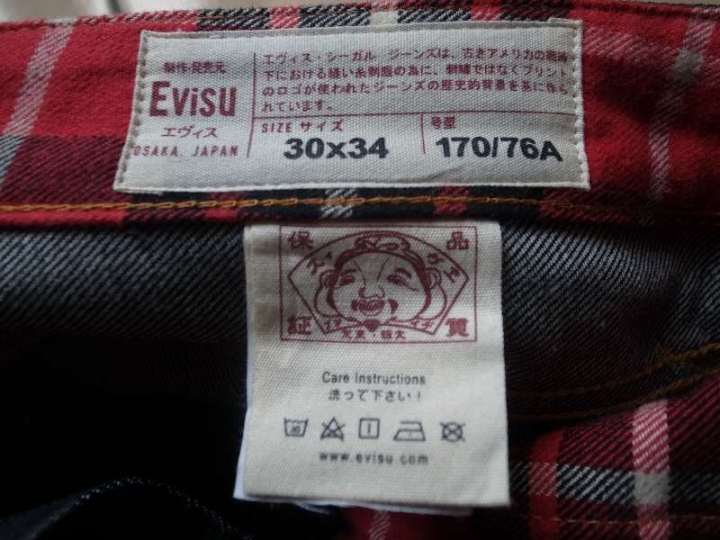 エヴィス・シーガル ジーンズは、古きアメリカの
下における縫い糸制限の為に、刺繍ではなくプリント
のロゴが使われたジーンズの歴史的背景を基に作ら
れています。
製作・発売元
EVISU
エヴィス
OSAKA, JAPAN
SIZE サイズ
30x34
号型
170/76A
保 品
証 質
Care Instructions
洗って下さい!
www.evisu.com